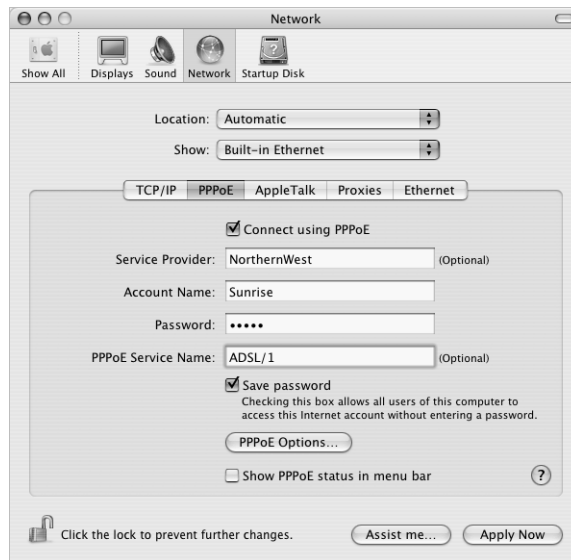 Network
Show All Displays Sound Network Startup Disk
Location: Automatic
Show: Built-in Ethernet
TCP/IP PPPoE AppleTalk Proxies Ethernet
Connect using PPPoE
Service Provider: NorthernWest (Optional)
Account Name: Sunrise
Password: •••••
PPPoE Service Name: ADSL/1 (Optional)
Save password
Checking this box allows all users of this computer to
access this Internet account without entering a password.
PPPoE Options...
Show PPPoE status in menu bar ?
Click the lock to prevent further changes. Assist me... Apply Now